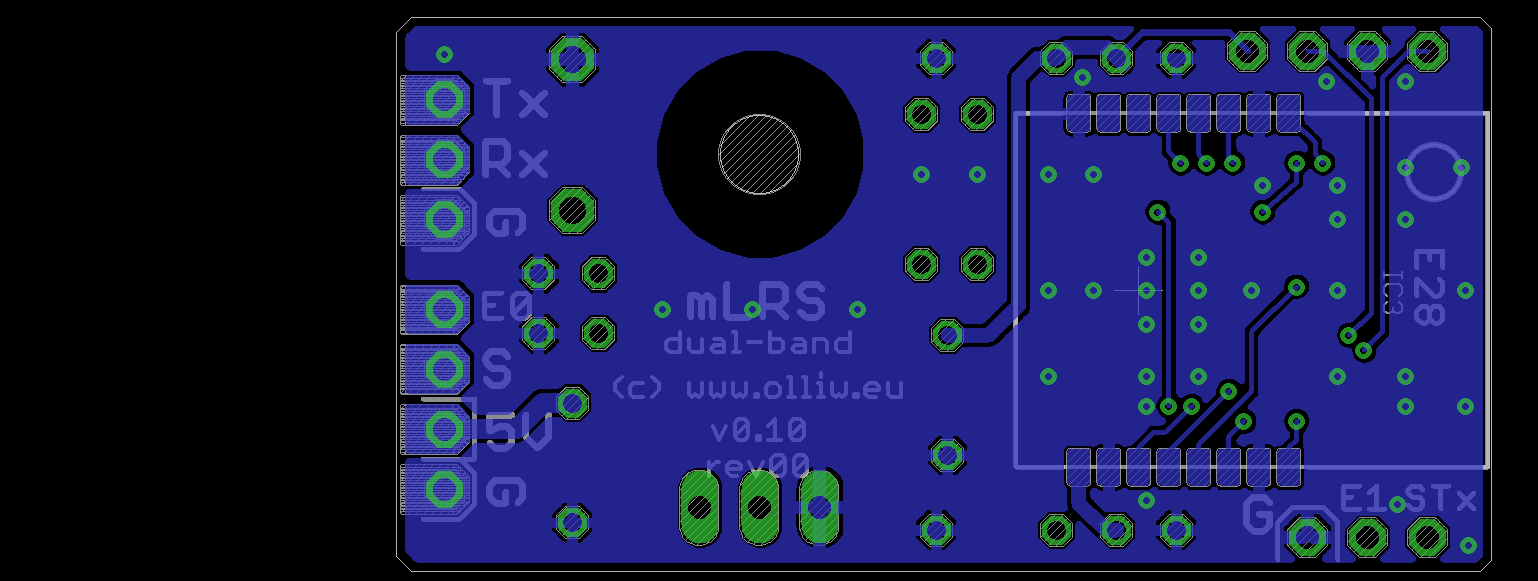 Tx
Rx
G
E0
S
5V
G
mLRS
dual-band
(c) www.olliw.eu
v0.10
rev00
E28
IC3
G
E1 STx